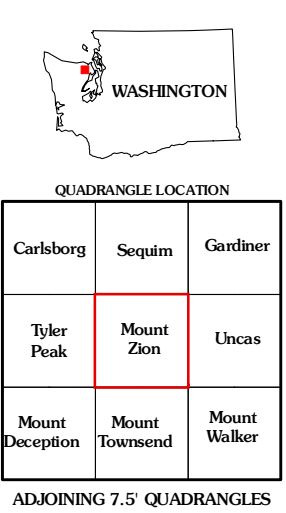 WASHINGTON
QUADRANGLE LOCATION
Carlsborg
Sequim
Gardiner
Tyler
Peak
Mount
Zion
Uncas
Mount
Deception
Mount
Townsend
Mount
Walker
ADJOINING 7.5' QUADRANGLES